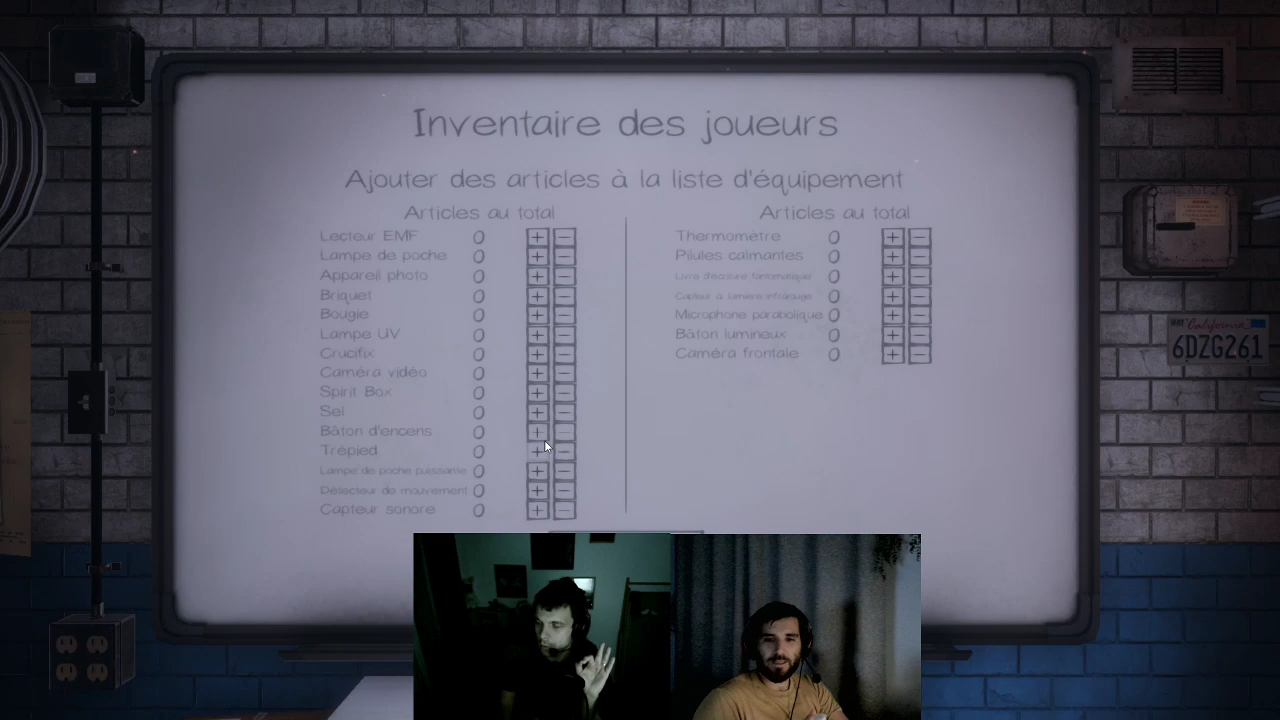 Inventaire des joueurs
Ajouter des articles à la liste d'équipement
Articles au total
Lecteur EMF 0 + −
Lampe de poche 0 + −
Appareil photo 0 + −
Briquet 0 + −
Bougie 0 + −
Lampe UV 0 + −
Crucifix 0 + −
Caméra vidéo 0 + −
Spirit Box 0 + −
Sel 0 + −
Bâton d'encens 0 + −
Trépied 0 + −
Lampe de poche puissante 0 + −
Détecteur de mouvement 0 + −
Capteur sonore 0 + −
Articles au total
Thermomètre 0 + −
Pilules calmantes 0 + −
Livre d'écriture fantomatique 0 + −
Capteur à lumière infrarouge 0 + −
Microphone parabolique 0 + −
Bâton lumineux 0 + −
Caméra frontale 0 + −
California
6DZG261